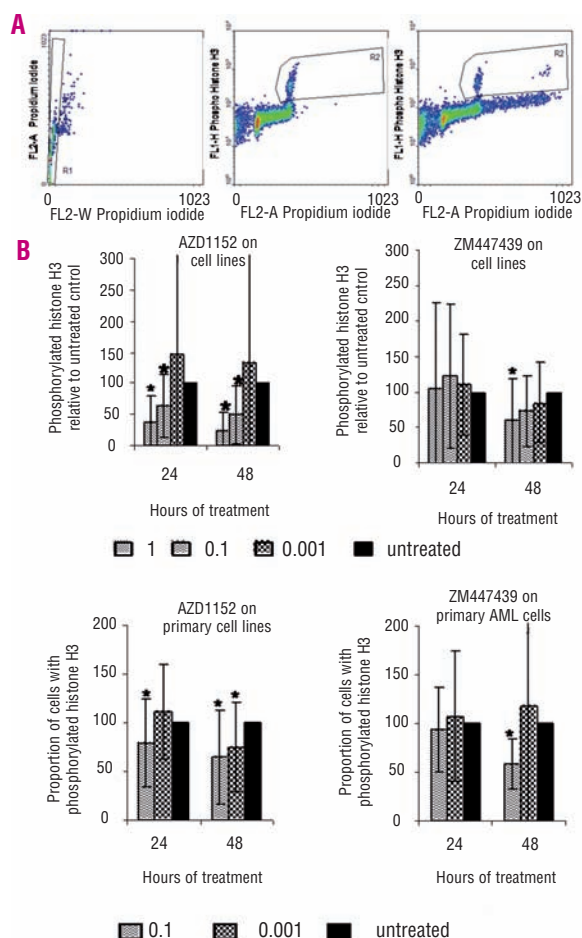 A
FL2-A Propidium Iodide
1023
R1
0
1023
FL2-W Propidium iodide
FL1-H Phospho Histone H3
R2
0
1023
FL2-A Propidium iodide
FL1-H Phospho Histone H3
R2
0
1023
FL2-A Propidium iodide
B
AZD1152 on
cell lines
Phosphorylated histone H3
relative to untreated cntrol
300
250
200
150
100
50
0
* * * *
24
48
Hours of treatment
ZM447439 on
cell lines
Phosphorylated histone H3
relative to untreated cntrol
300
250
200
150
100
50
0
*
24
48
Hours of treatment
1 0.1 0.001 untreated
AZD1152 on
primary cell lines
Proportion of cells with
phosphorylated histone H3
200
150
100
50
0
* * *
24
48
Hours of treatment
ZM447439 on
primary AML cells
Proportion of cells with
phosphorylated histone H3
200
150
100
50
0
*
24
48
Hours of treatment
0.1 0.001 untreated